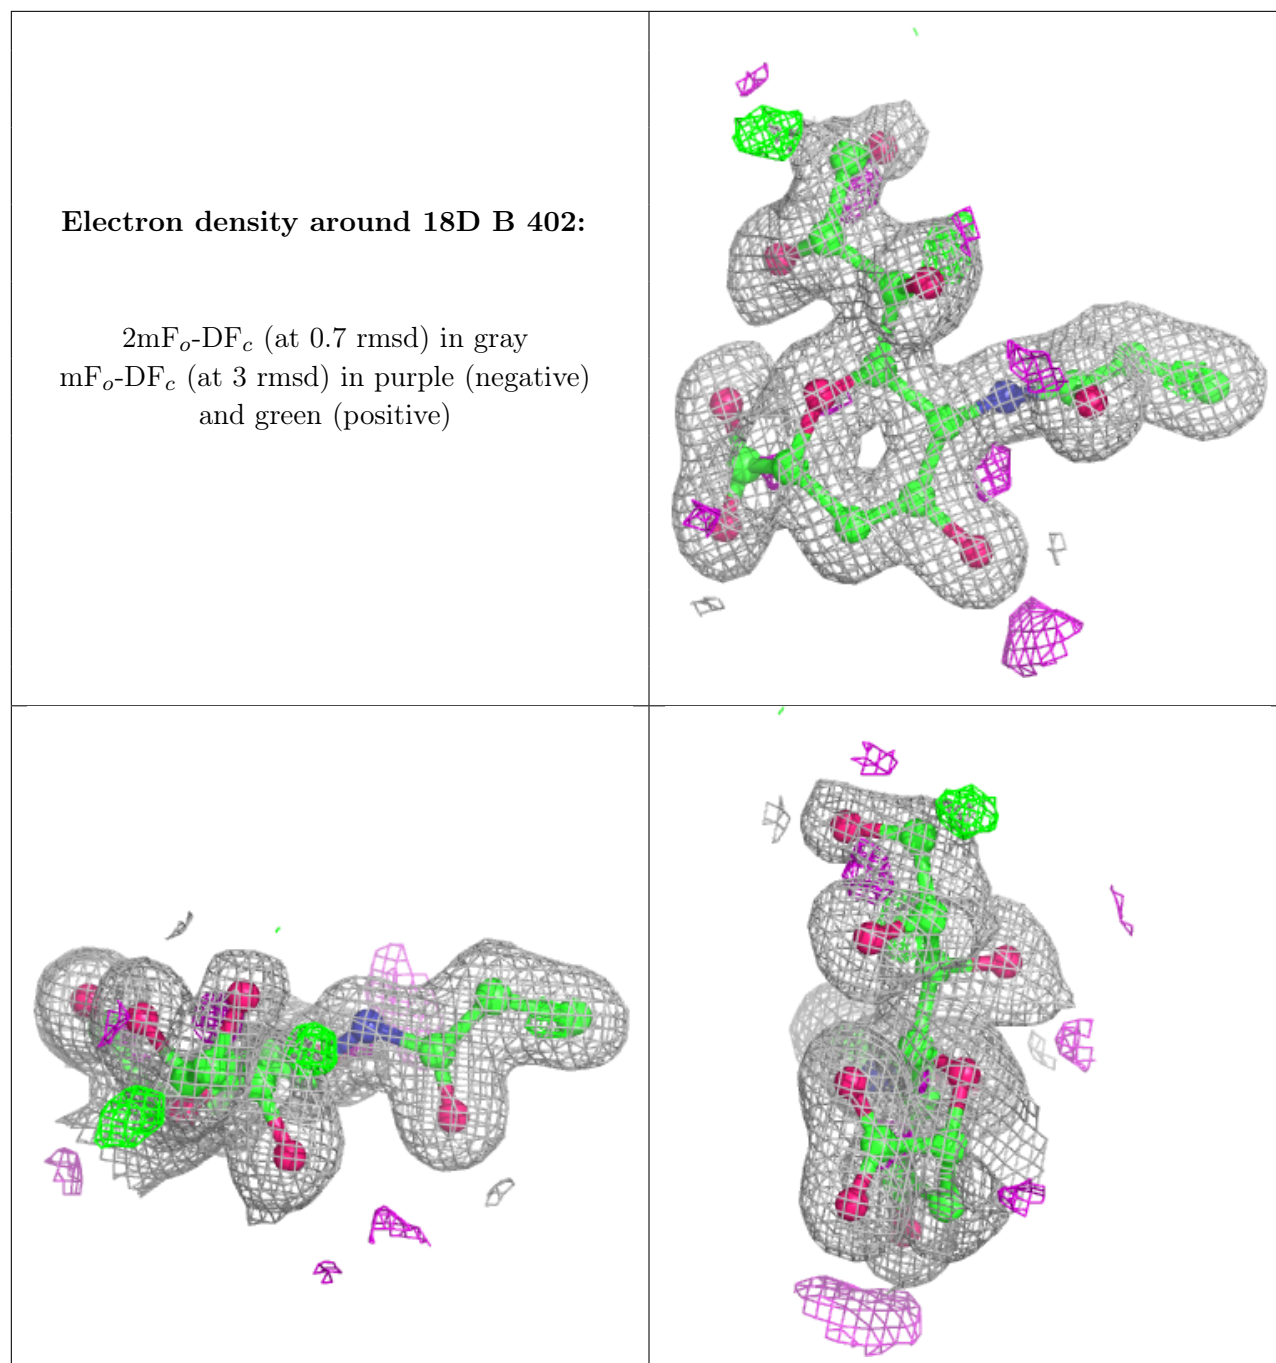 Electron density around 18D B 402:
2mFo-DFc (at 0.7 rmsd) in gray
mFo-DFc (at 3 rmsd) in purple (negative)
and green (positive)